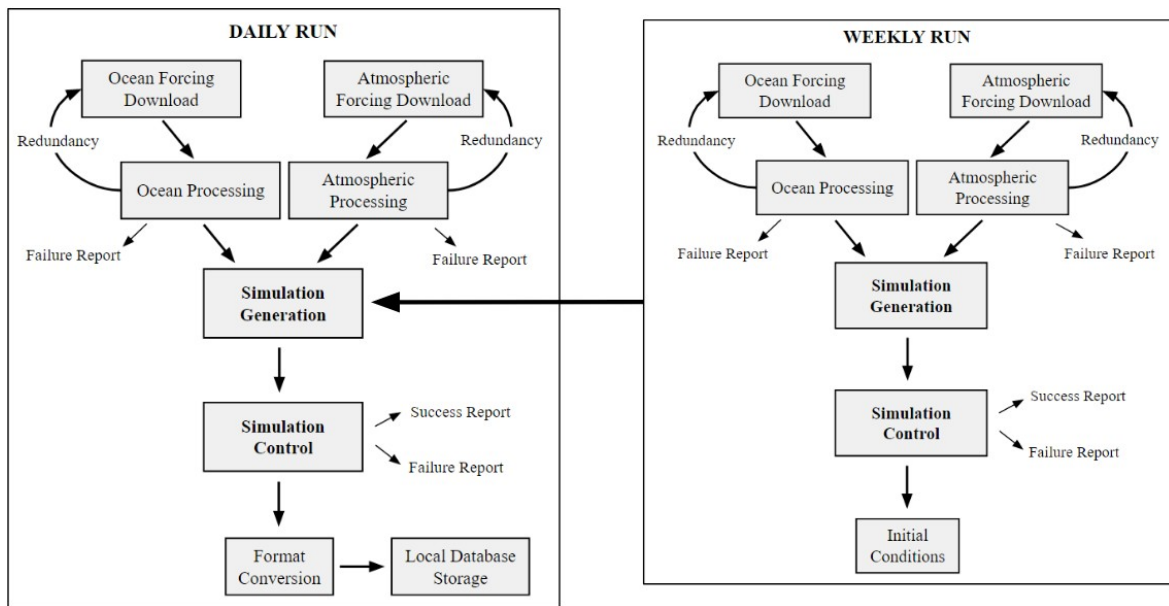 DAILY RUN
Ocean Forcing
Download
Atmospheric
Forcing Download
Redundancy
Redundancy
Ocean Processing
Atmospheric
Processing
Failure Report
Failure Report
Simulation
Generation
Simulation
Control
Success Report
Failure Report
Format
Conversion
Local Database
Storage
WEEKLY RUN
Ocean Forcing
Download
Atmospheric
Forcing Download
Redundancy
Redundancy
Ocean Processing
Atmospheric
Processing
Failure Report
Failure Report
Simulation
Generation
Simulation
Control
Success Report
Failure Report
Initial
Conditions